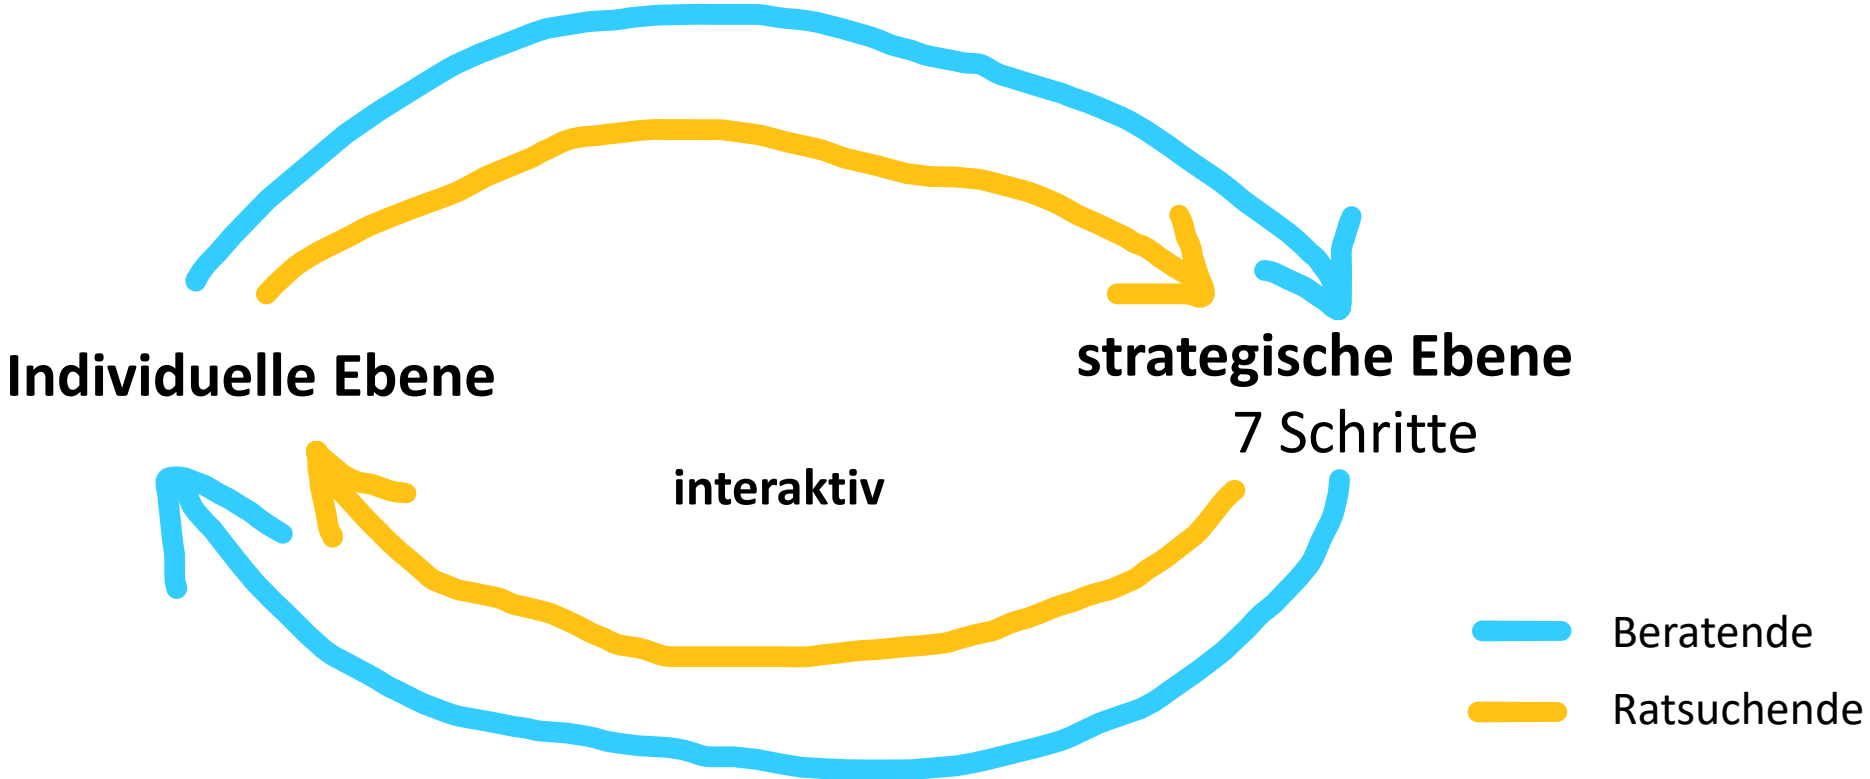 Individuelle Ebene
strategische Ebene
7 Schritte
interaktiv
Beratende
Ratsuchende